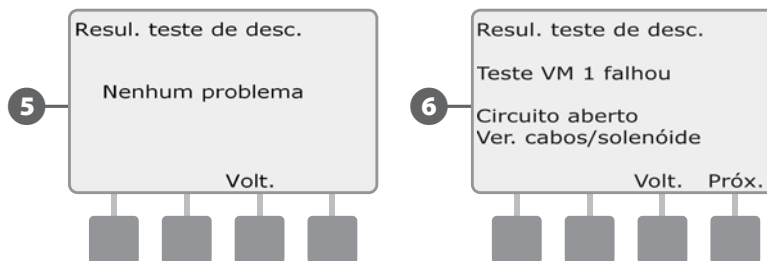 5
Resul. teste de desc.
Nenhum problema
Volt.
6
Resul. teste de desc.
Teste VM 1 falhou
Circuito aberto
Ver. cabos/solenóide
Volt. Próx.